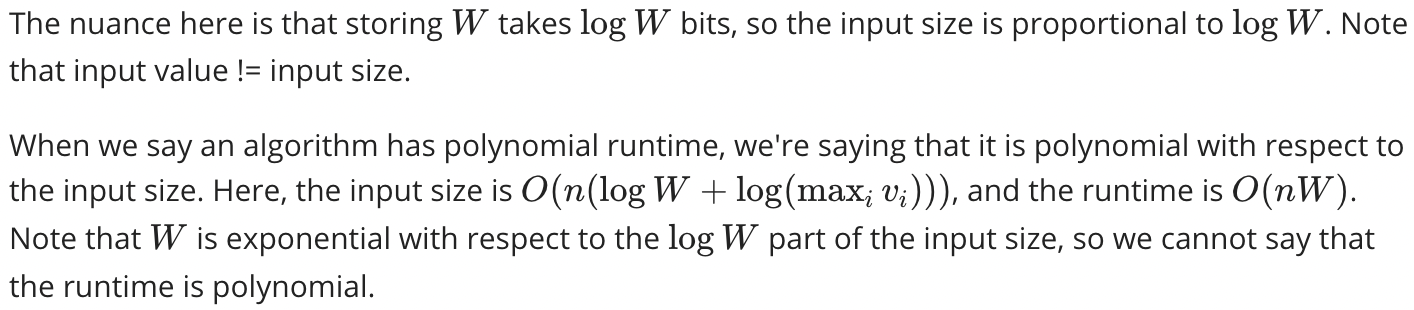 The nuance here is that storing W takes log W bits, so the input size is proportional to log W. Note
that input value != input size.
When we say an algorithm has polynomial runtime, we're saying that it is polynomial with respect to
the input size. Here, the input size is O(n(log W + log(maxᵢ vᵢ))), and the runtime is O(nW).
Note that W is exponential with respect to the log W part of the input size, so we cannot say that
the runtime is polynomial.